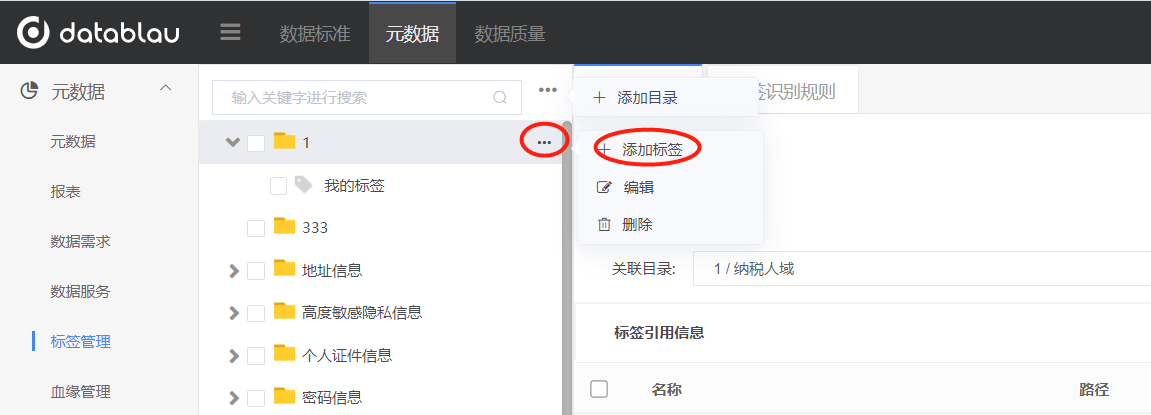 datablau
数据标准
元数据
数据质量
元数据
元数据
报表
数据需求
数据服务
标签管理
血缘管理
输入关键字进行搜索
1
我的标签
333
地址信息
高度敏感隐私信息
个人证件信息
密码信息
添加目录
添加标签
编辑
删除
签识别规则
关联目录:
1 / 纳税人域
标签引用信息
名称
路径